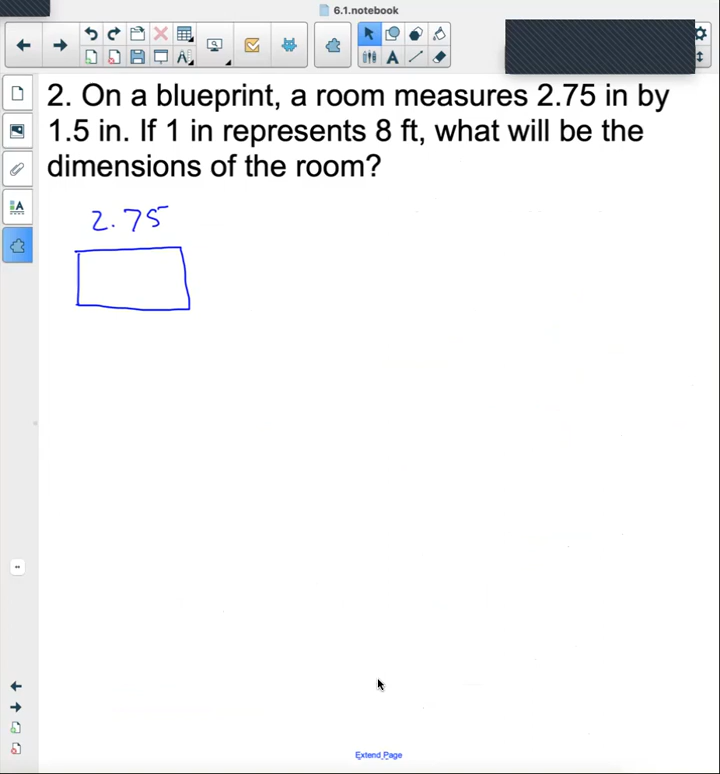 6.1.notebook
2. On a blueprint, a room measures 2.75 in by
1.5 in. If 1 in represents 8 ft, what will be the
dimensions of the room?
2.75
Extend Page